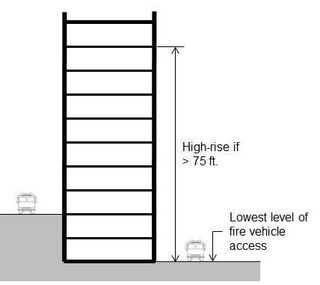 High-rise if
> 75 ft.
Lowest level of
fire vehicle
access